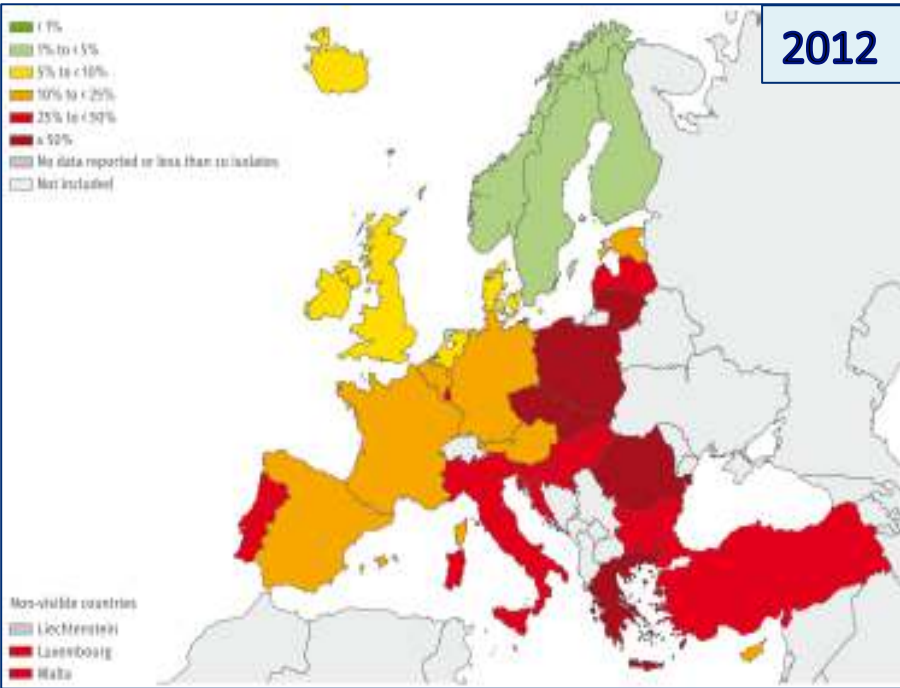 2012
< 1%
1% to < 5%
5% to < 10%
10% to < 25%
25% to < 50%
≥ 50%
No data reported or less than 10 isolates
Not included
Non-visible countries
Liechtenstein
Luxembourg
Malta